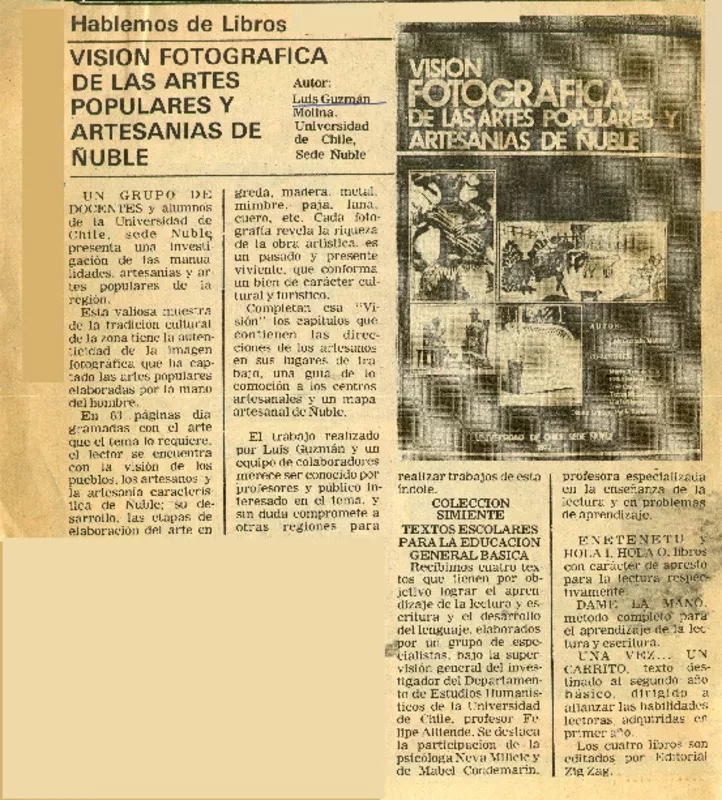 Hablemos de Libros
VISION FOTOGRAFICA
DE LAS ARTES
POPULARES Y
ARTESANIAS DE
ÑUBLE
Autor:
Luis Guzmán
Molina.
Universidad
de Chile,
Sede Ñuble
UN GRUPO DE
DOCENTES y alumnos
de la Universidad de
Chile, sede Ñuble
presenta una investi-
gación de las manua
lidades, artesanias y ar-
tes populares de la
región.
Esta valiosa muestra
de la tradición cultural
de la zona tiene la auten-
ticidad de la imagen
fotográfica que ha cap-
tado las artes populares
elaboradas por la mano
del hombre.
En 63 páginas dia
gramadas con el arte
que el tema lo requiere,
el lector se encuentra
con la visión de los
pueblos, los artesanos y
la artesanía caracterís-
tica de Ñuble; su de-
sarrollo, las etapas de
elaboración del arte en
greda, madera, metal,
mimbre, paja, luna,
cuero, etc. Cada foto-
grafía revela la riqueza
de la obra artística, es
un pasado y presente
viviente, que conforma
un bien de carácter cul-
tural y turístico.
Completan esa "Vi-
sión" los capítulos que
contienen las direc-
ciones de los artesanos
en sus lugares de tra
bajo, una guía de lo
comoción a los centros
artesanales y un mapa
artesanal de Ñuble.
El trabajo realizado
por Luis Guzmán y un
equipo de colaboradores
merece ser conocido por
profesores y publico in-
teresado en el tema, y
sin duda compromete a
otras regiones para
VISION
FOTOGRAFICA
DE LAS ARTES POPULARES Y
ARTESANIAS DE ÑUBLE
AUTOR
UNIVERSIDAD DE CHILE SEDE ÑUBLE
realizar trabajos de esta
índole.
COLECCION
SIMIENTE
TEXTOS ESCOLARES
PARA LA EDUCACION
GENERAL BASICA
Recibimos cuatro tex
tos que tienen por ob-
jetivo lograr el apren-
dizaje de la lectura y es-
critura y el desarrollo
del lenguaje, elaborados
por un grupo de espe-
cialistas, bajo la super-
visión general del inves-
tigador del Departamen-
to de Estudios Humanís-
ticos de la Universidad
de Chile, profesor Fe
lipe Alliende. Se destaca
la participación de la
psicóloga Neva Milicic y
de Mabel Condemarín,
profesora especializada
en la enseñanza de la
lectura y en problemas
de aprendizaje.
ENETENETU y
HOLA I, HOLA O, libros
con carácter de apresto
para la lectura respec-
tivamente.
DAME LA MANO,
metodo completo para
el aprendizaje de la lec-
tura y escritura.
UNA VEZ... UN
CARRITO, texto des-
tinado al segundo año
básico, dirigido a
afianzar las habilidades
lectoras adquiridas en
primer año.
Los cuatro libros son
editados por Editorial
Zig Zag.